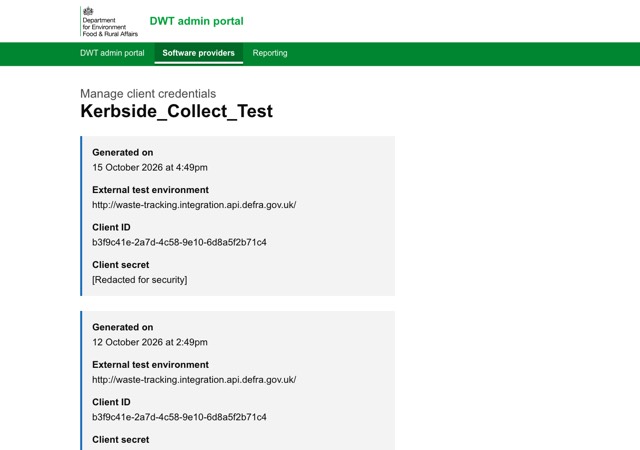 Department
for Environment
Food & Rural Affairs
DWT admin portal
DWT admin portal
Software providers
Reporting
Manage client credentials
Kerbside_Collect_Test
Generated on
15 October 2026 at 4:49pm
External test environment
http://waste-tracking.integration.api.defra.gov.uk/
Client ID
b3f9c41e-2a7d-4c58-9e10-6d8a5f2b71c4
Client secret
[Redacted for security]
Generated on
12 October 2026 at 2:49pm
External test environment
http://waste-tracking.integration.api.defra.gov.uk/
Client ID
b3f9c41e-2a7d-4c58-9e10-6d8a5f2b71c4
Client secret